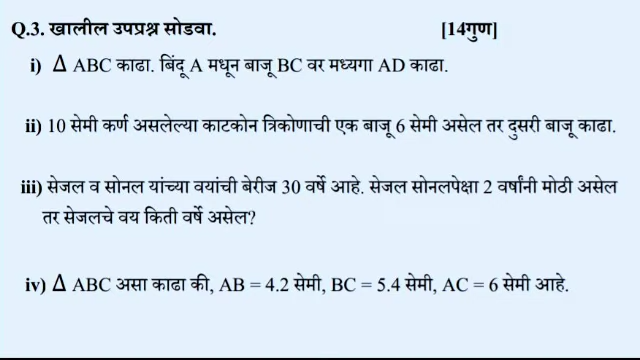 Q.3. खालील उपप्रश्न सोडवा. [14गुण]
i) Δ ABC काढा. बिंदू A मधून बाजू BC वर मध्यगा AD काढा.
ii) 10 सेमी कर्ण असलेल्या काटकोन त्रिकोणाची एक बाजू 6 सेमी असेल तर दुसरी बाजू काढा.
iii) सेजल व सोनल यांच्या वयांची बेरीज 30 वर्षे आहे. सेजल सोनलपेक्षा 2 वर्षांनी मोठी असेल
तर सेजलचे वय किती वर्षे असेल?
iv) Δ ABC असा काढा की, AB = 4.2 सेमी, BC = 5.4 सेमी, AC = 6 सेमी आहे.